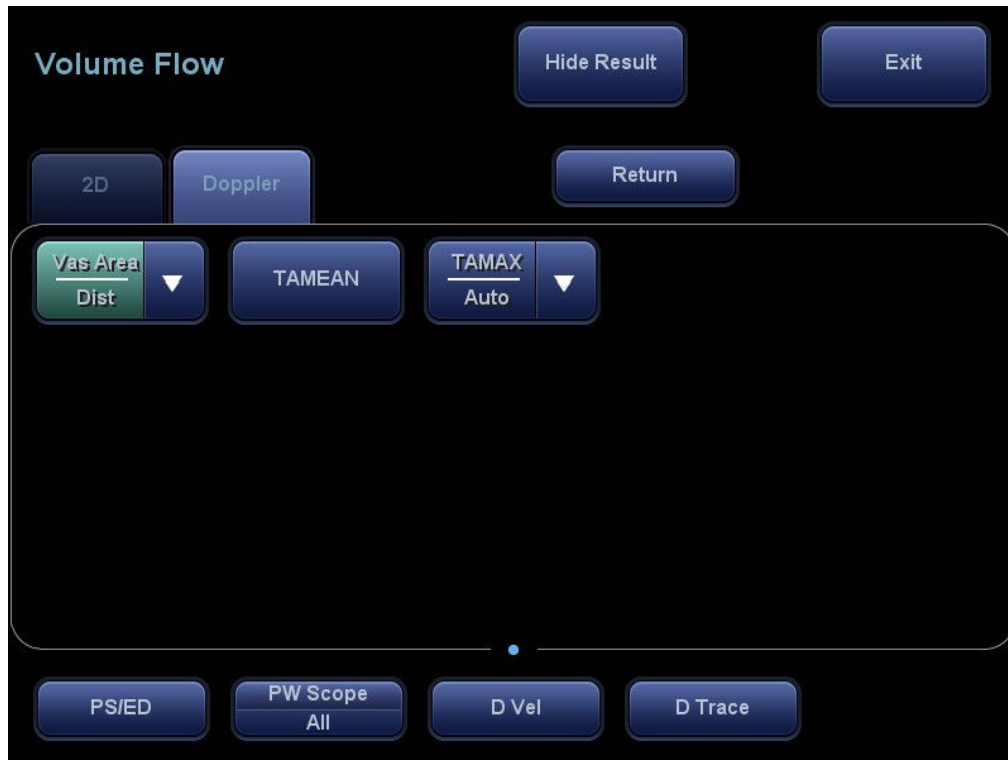 Volume Flow
Hide Result
Exit
2D
Doppler
Return
Vas Area
Dist
TAMEAN
TAMAX
Auto
PS/ED
PW Scope
All
D Vel
D Trace